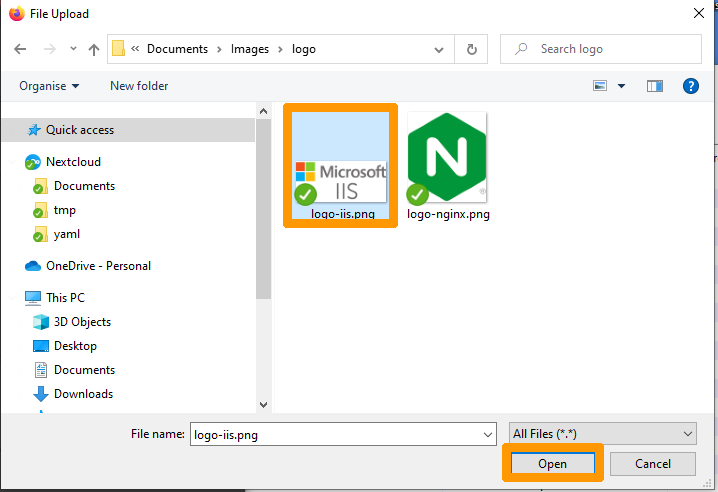 File Upload
« Documents > Images > logo
Search logo
Organise
New folder
?
Quick access
Nextcloud
Documents
tmp
yaml
OneDrive - Personal
This PC
3D Objects
Desktop
Documents
Downloads
Microsoft
IIS
logo-iis.png
N
®
logo-nginx.png
File name:
logo-iis.png
All Files (*.*)
Open
Cancel